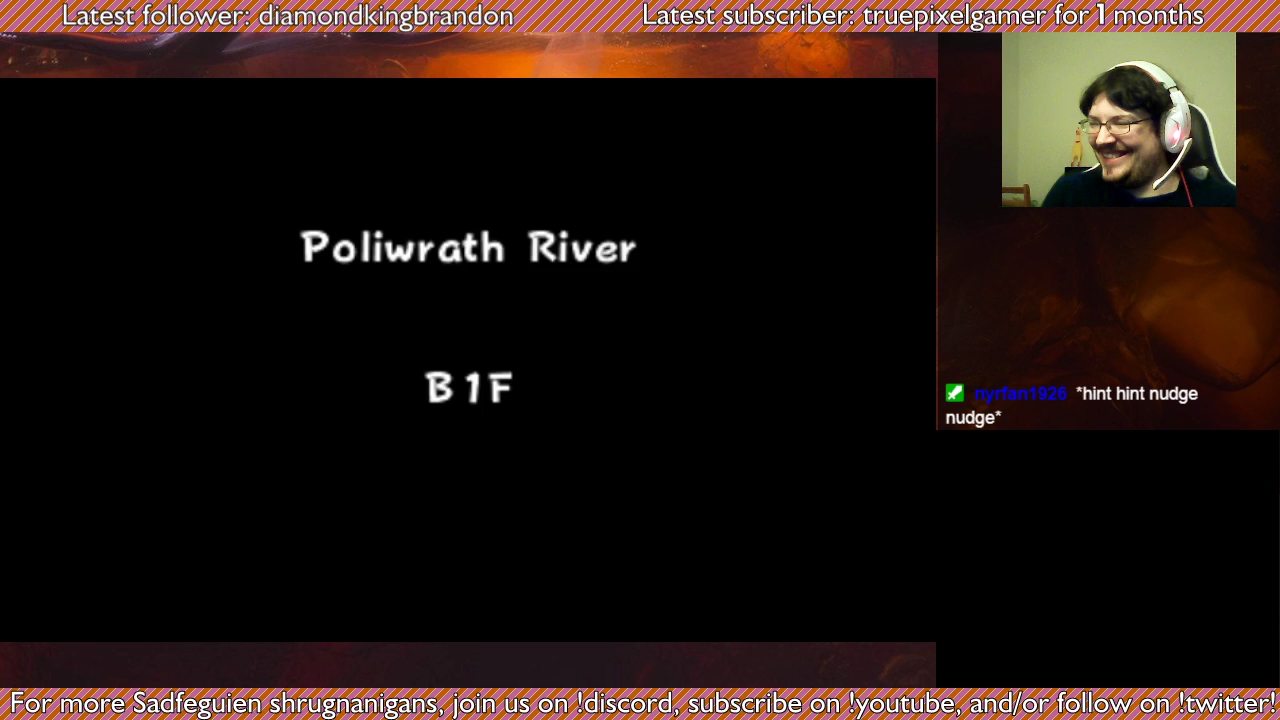 Latest follower: diamondkingbrandon
Latest subscriber: truepixelgamer for 1 months
Poliwrath River
B1F
nyrfan1926 *hint hint nudge
nudge*
For more Sadfeguien shrugnanigans, join us on !discord, subscribe on !youtube, and/or follow on !twitter!